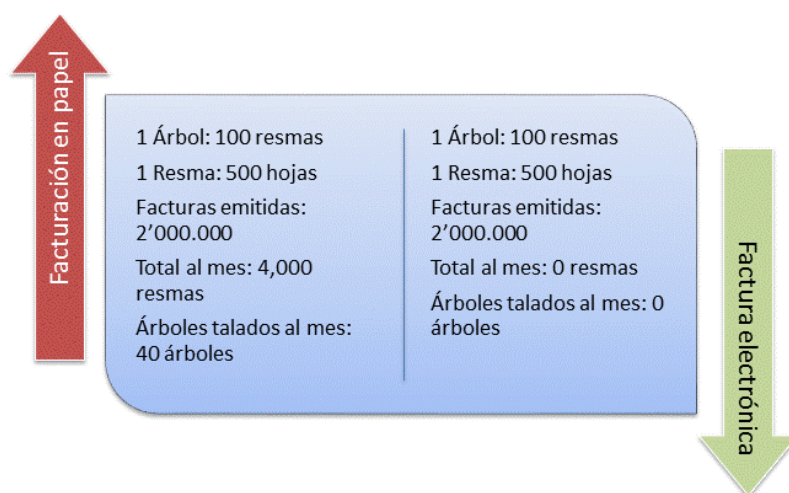 Facturación en papel
1 Árbol: 100 resmas
1 Resma: 500 hojas
Facturas emitidas:
2’000.000
Total al mes: 4,000
resmas
Árboles talados al mes:
40 árboles
1 Árbol: 100 resmas
1 Resma: 500 hojas
Facturas emitidas:
2’000.000
Total al mes: 0 resmas
Árboles talados al mes: 0
árboles
Factura electrónica